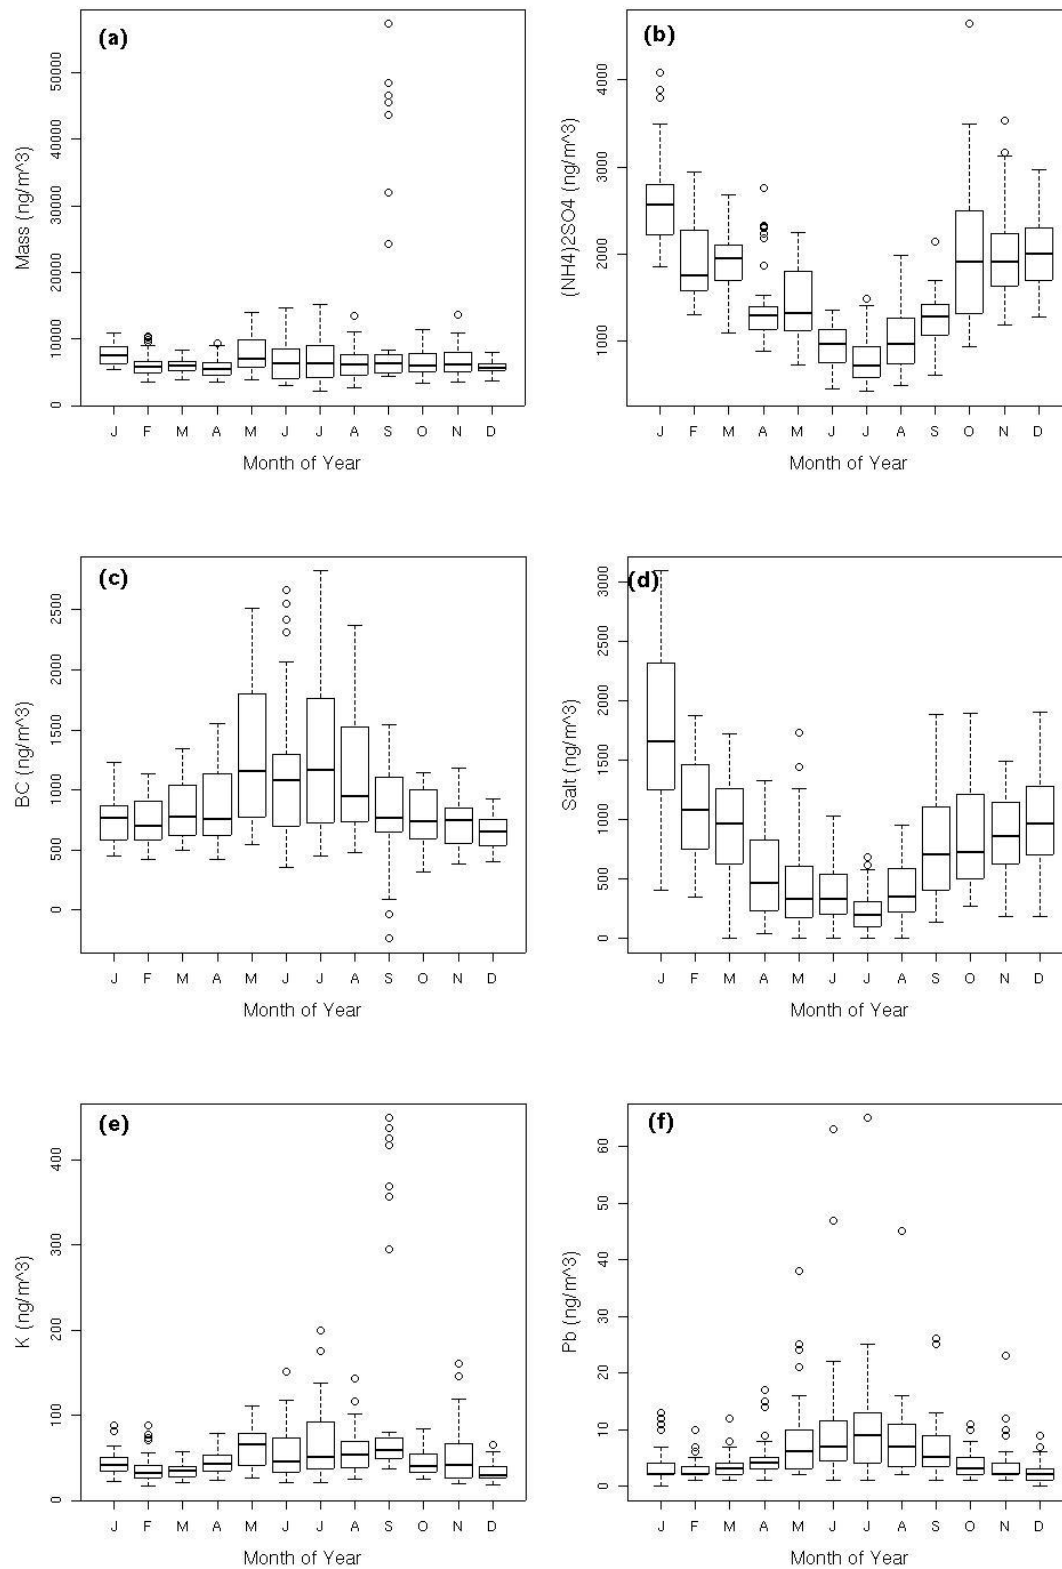 (a)
Mass (ng/m^3)
0 10000 20000 30000 40000 50000
J F M A M J J A S O N D
Month of Year
(b)
(NH4)2SO4 (ng/m^3)
1000 2000 3000 4000
J F M A M J J A S O N D
Month of Year
(c)
BC (ng/m^3)
0 500 1000 1500 2000 2500
J F M A M J J A S O N D
Month of Year
(d)
Salt (ng/m^3)
0 500 1000 1500 2000 2500 3000
J F M A M J J A S O N D
Month of Year
(e)
K (ng/m^3)
0 100 200 300 400
J F M A M J J A S O N D
Month of Year
(f)
Pb (ng/m^3)
0 10 20 30 40 50 60
J F M A M J J A S O N D
Month of Year